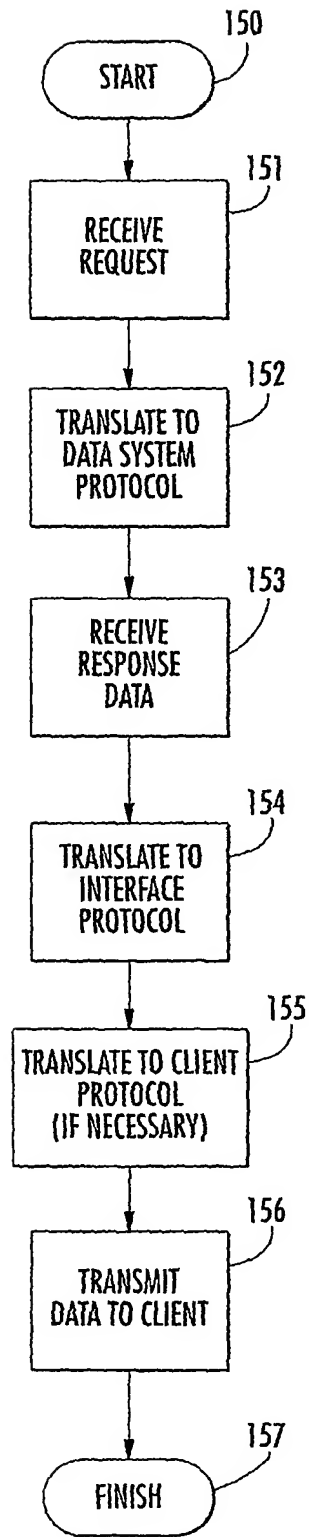 150
START
151
RECEIVE
REQUEST
152
TRANSLATE TO
DATA SYSTEM
PROTOCOL
153
RECEIVE
RESPONSE
DATA
154
TRANSLATE TO
INTERFACE
PROTOCOL
155
TRANSLATE TO CLIENT
PROTOCOL
(IF NECESSARY)
156
TRANSMIT
DATA TO CLIENT
157
FINISH